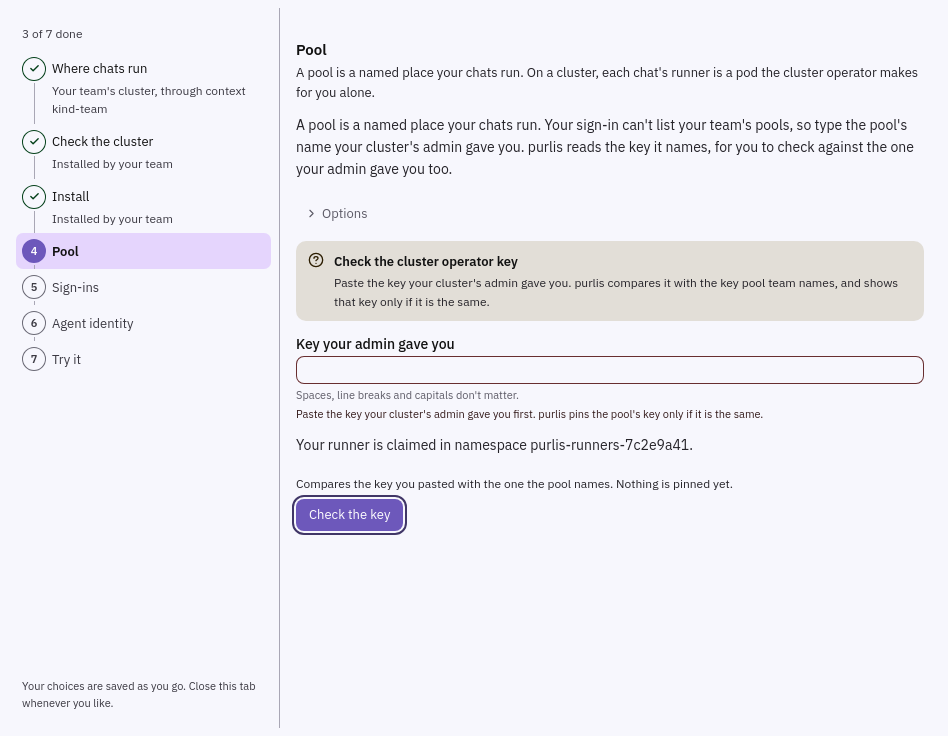 3 of 7 done
Where chats run
Your team's cluster, through context
kind-team
Check the cluster
Installed by your team
Install
Installed by your team
4 Pool
5 Sign-ins
6 Agent identity
7 Try it
Your choices are saved as you go. Close this tab
whenever you like.
Pool
A pool is a named place your chats run. On a cluster, each chat's runner is a pod the cluster operator makes
for you alone.
A pool is a named place your chats run. Your sign-in can't list your team's pools, so type the pool's
name your cluster's admin gave you. purlis reads the key it names, for you to check against the one
your admin gave you too.
Options
Check the cluster operator key
Paste the key your cluster's admin gave you. purlis compares it with the key pool team names, and shows
that key only if it is the same.
Key your admin gave you
Spaces, line breaks and capitals don't matter.
Paste the key your cluster's admin gave you first. purlis pins the pool's key only if it is the same.
Your runner is claimed in namespace purlis-runners-7c2e9a41.
Compares the key you pasted with the one the pool names. Nothing is pinned yet.
Check the key